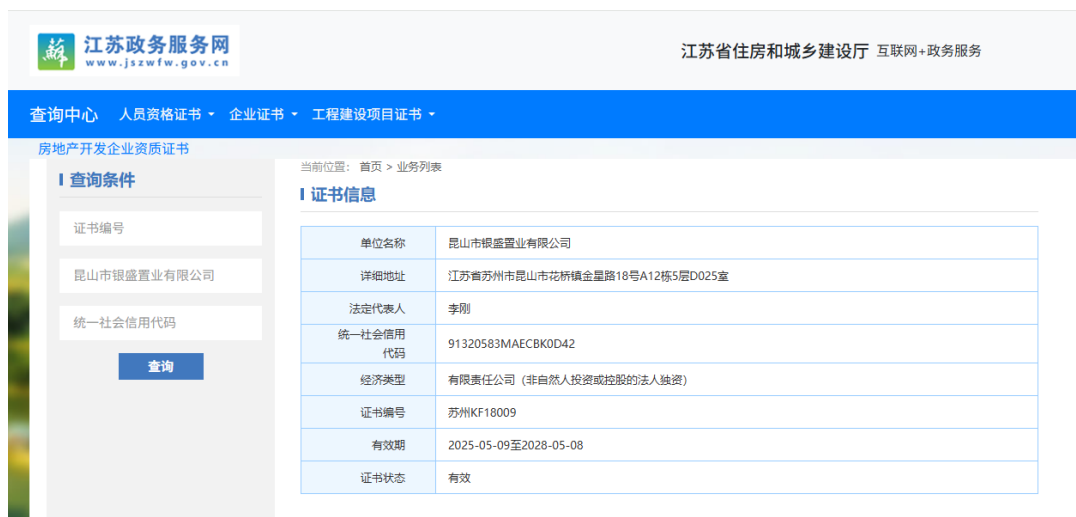 蘇
江苏政务服务网
www.jszwfw.gov.cn
江苏省住房和城乡建设厅 互联网+政务服务
查询中心 人员资格证书 企业证书 工程建设项目证书
房地产开发企业资质证书
查询条件
证书编号
昆山市银盛置业有限公司
统一社会信用代码
查询
当前位置： 首页 > 业务列表
证书信息
单位名称 昆山市银盛置业有限公司
详细地址 江苏省苏州市昆山市花桥镇金星路18号A12栋5层D025室
法定代表人 李刚
统一社会信用
代码 91320583MAECBK0D42
经济类型 有限责任公司（非自然人投资或控股的法人独资）
证书编号 苏州KF18009
有效期 2025-05-09至2028-05-08
证书状态 有效